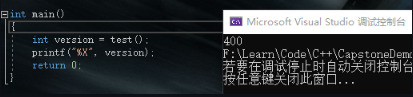 int main()
{
int version = test();
printf("%X", version);
return 0;
}
Microsoft Visual Studio 调试控制台
400
F:\Learn\Code\C++\CapstoneDemo
若要在调试停止时自动关闭控制台
按任意键关闭此窗口...